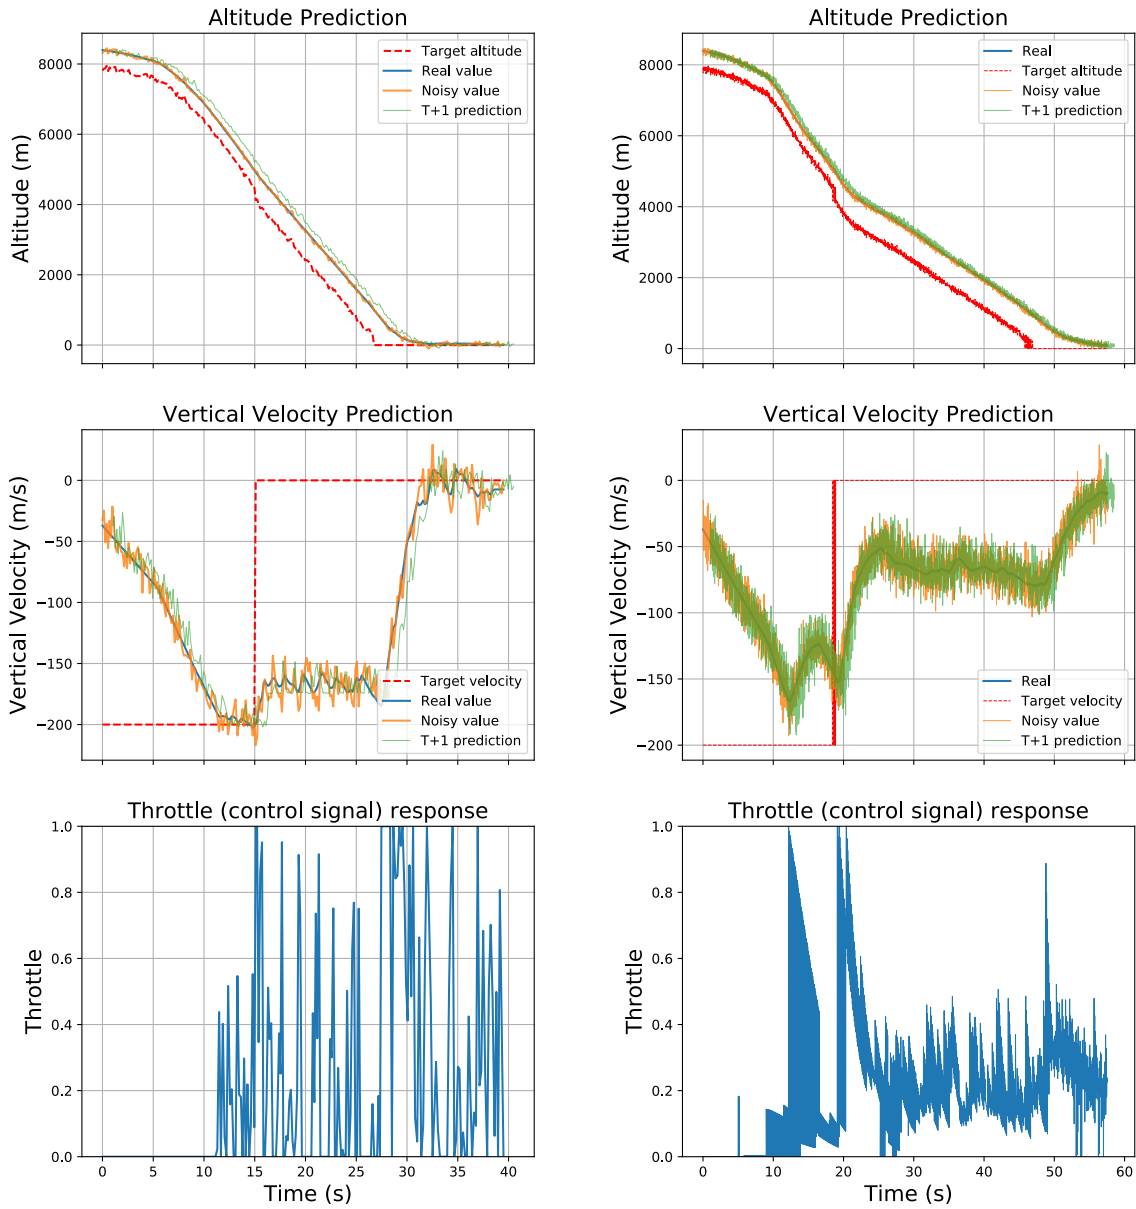 Altitude Prediction
Altitude (m)
8000
6000
4000
2000
0
Target altitude
Real value
Noisy value
T+1 prediction
Altitude Prediction
Altitude (m)
8000
6000
4000
2000
0
Real
Target altitude
Noisy value
T+1 prediction
Vertical Velocity Prediction
Vertical Velocity (m/s)
0
−50
−100
−150
−200
Target velocity
Real value
Noisy value
T+1 prediction
Vertical Velocity Prediction
Vertical Velocity (m/s)
0
−50
−100
−150
−200
Real
Target velocity
Noisy value
T+1 prediction
Throttle (control signal) response
Throttle
1.0
0.8
0.6
0.4
0.2
0.0
0 5 10 15 20 25 30 35 40
Time (s)
Throttle (control signal) response
Throttle
1.0
0.8
0.6
0.4
0.2
0.0
0 10 20 30 40 50 60
Time (s)